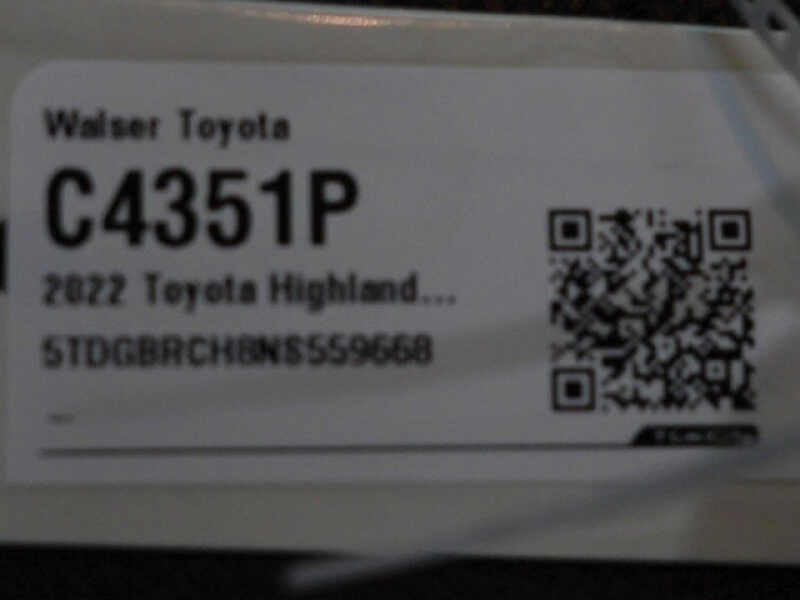 Walser Toyota
C4351P
2022 Toyota Highland...
5TDGBRCH8NS559668
...